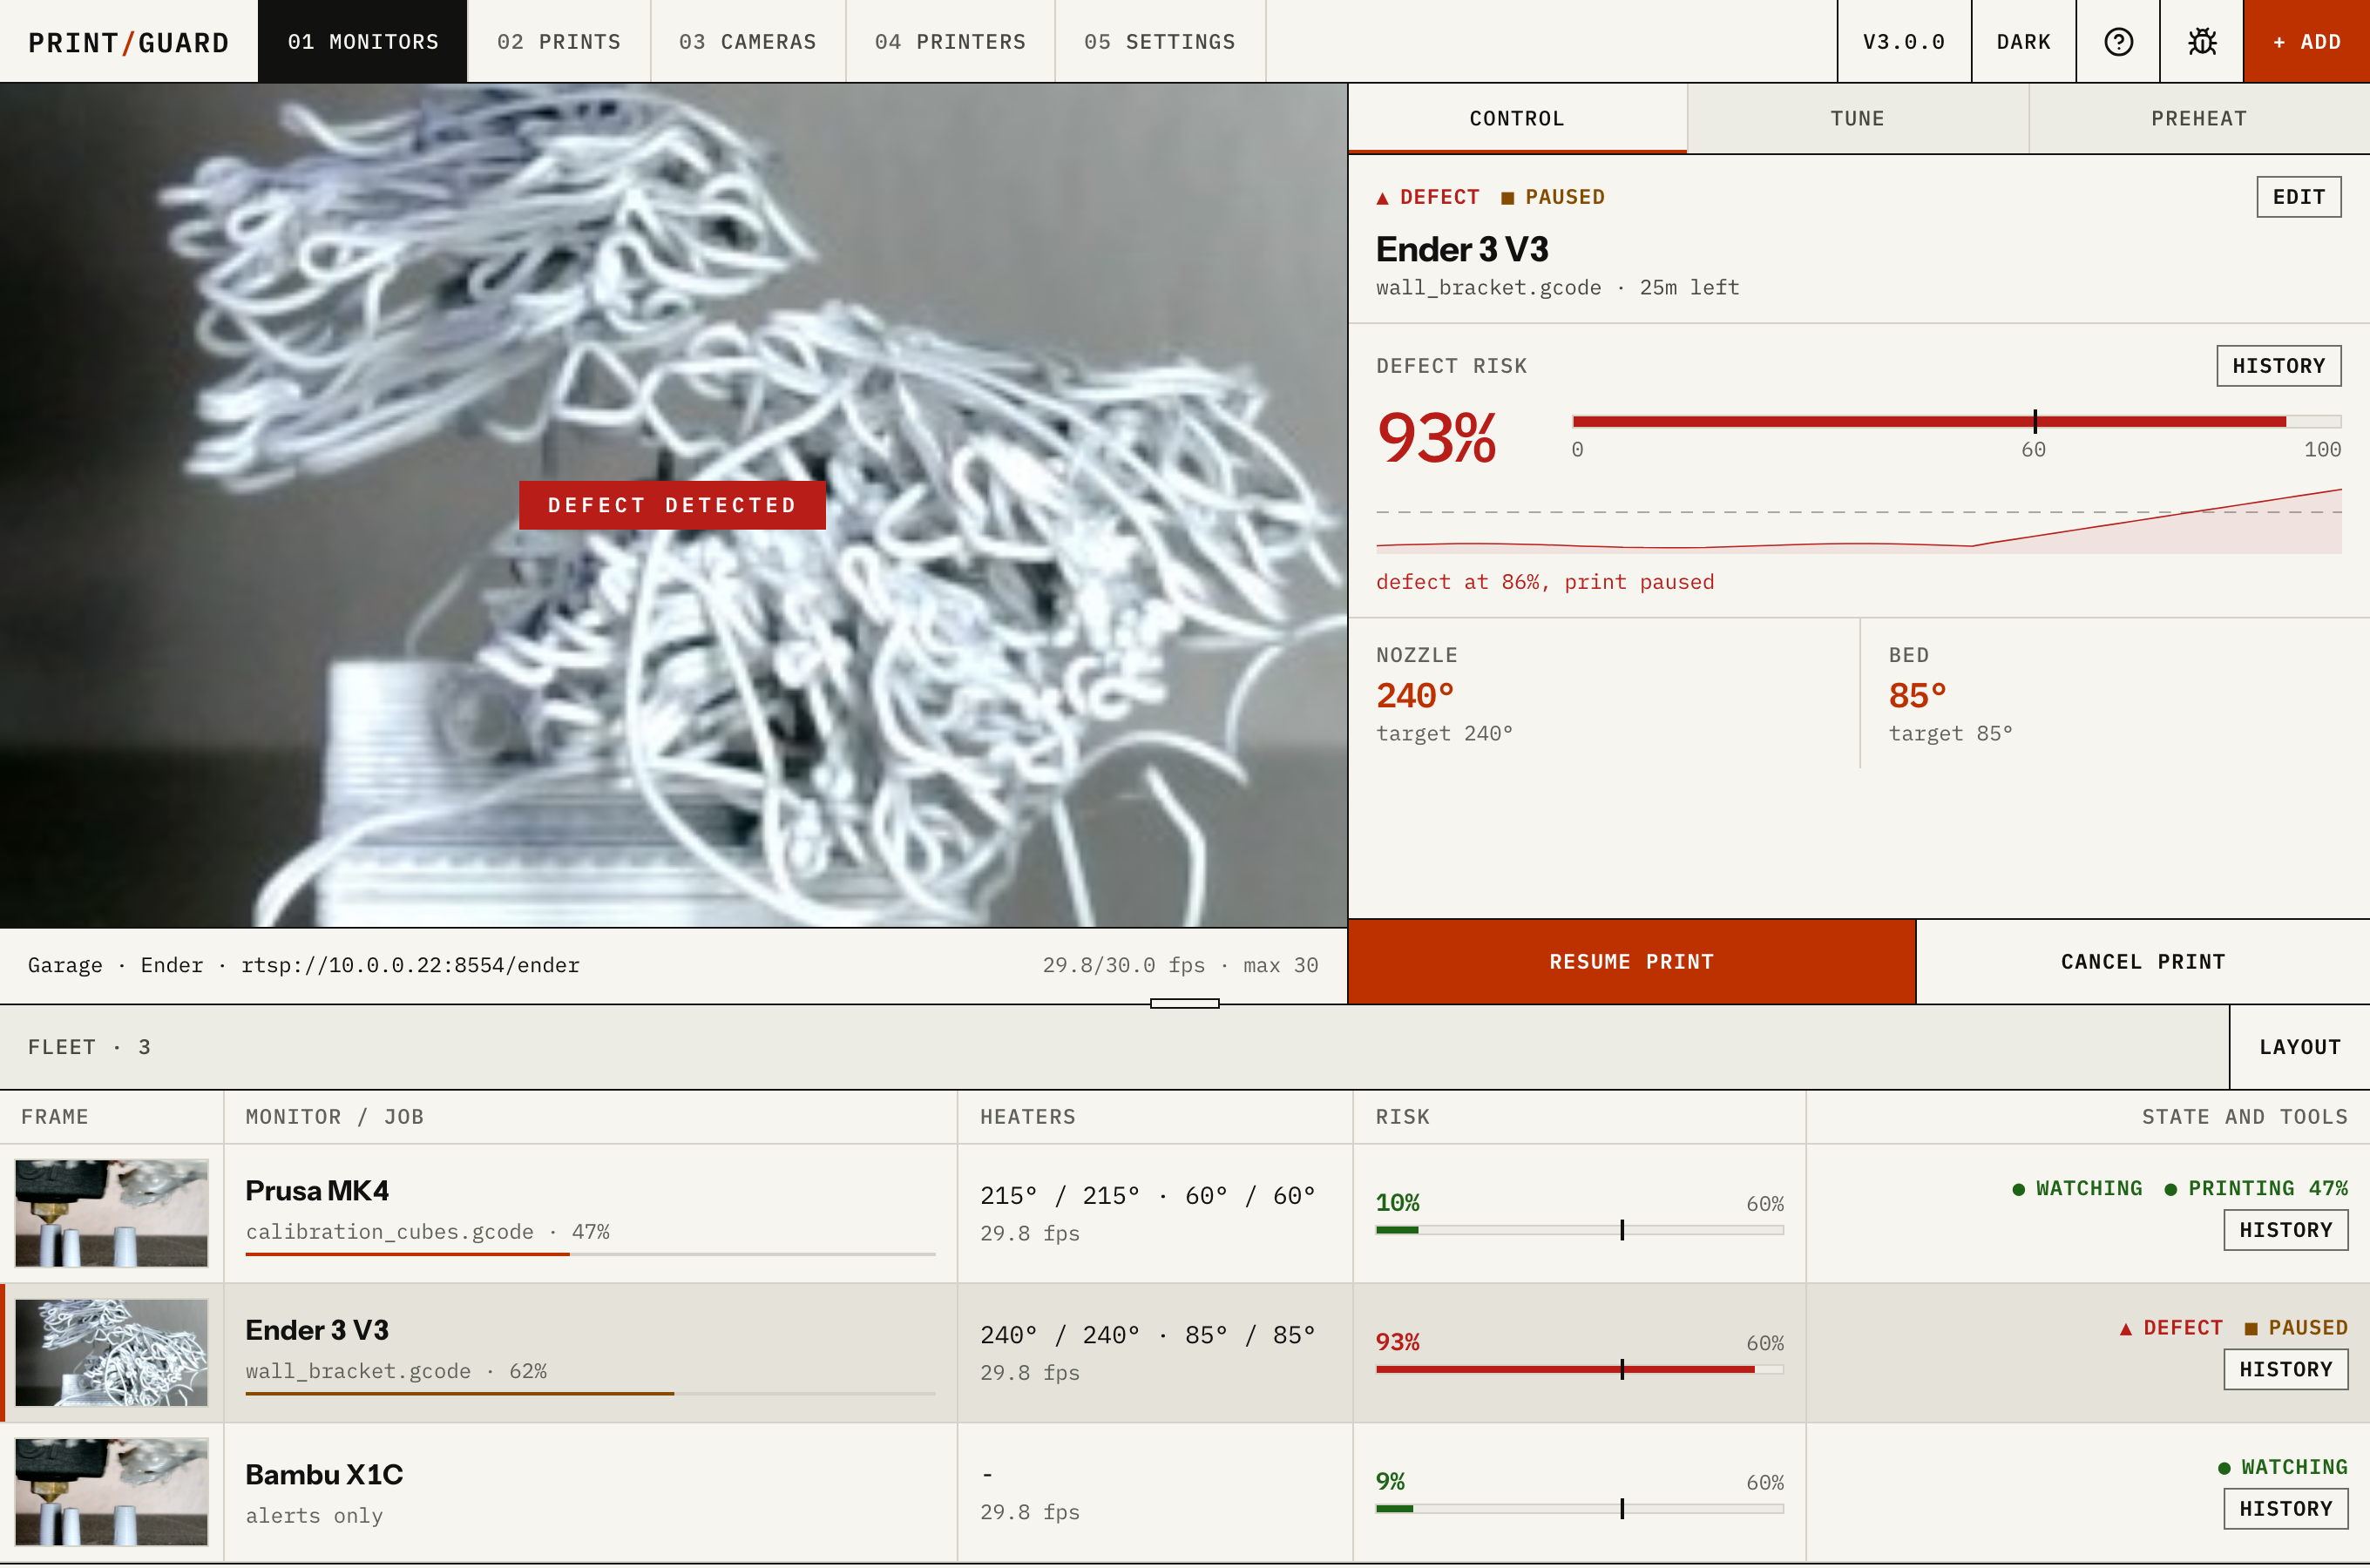 PRINT/GUARD
01 MONITORS
02 PRINTS
03 CAMERAS
04 PRINTERS
05 SETTINGS
V3.0.0
DARK
+ ADD
DEFECT DETECTED
Garage · Ender · rtsp://10.0.0.22:8554/ender
29.8/30.0 fps · max 30
CONTROL
TUNE
PREHEAT
▲ DEFECT ■ PAUSED
EDIT
Ender 3 V3
wall_bracket.gcode · 25m left
DEFECT RISK
HISTORY
93%
0
60
100
defect at 86%, print paused
NOZZLE
240°
target 240°
BED
85°
target 85°
RESUME PRINT
CANCEL PRINT
FLEET · 3
LAYOUT
FRAME
MONITOR / JOB
HEATERS
RISK
STATE AND TOOLS
Prusa MK4
calibration_cubes.gcode · 47%
215° / 215° · 60° / 60°
29.8 fps
10%
60%
● WATCHING ● PRINTING 47%
HISTORY
Ender 3 V3
wall_bracket.gcode · 62%
240° / 240° · 85° / 85°
29.8 fps
93%
60%
▲ DEFECT ■ PAUSED
HISTORY
Bambu X1C
alerts only
-
29.8 fps
9%
60%
● WATCHING
HISTORY